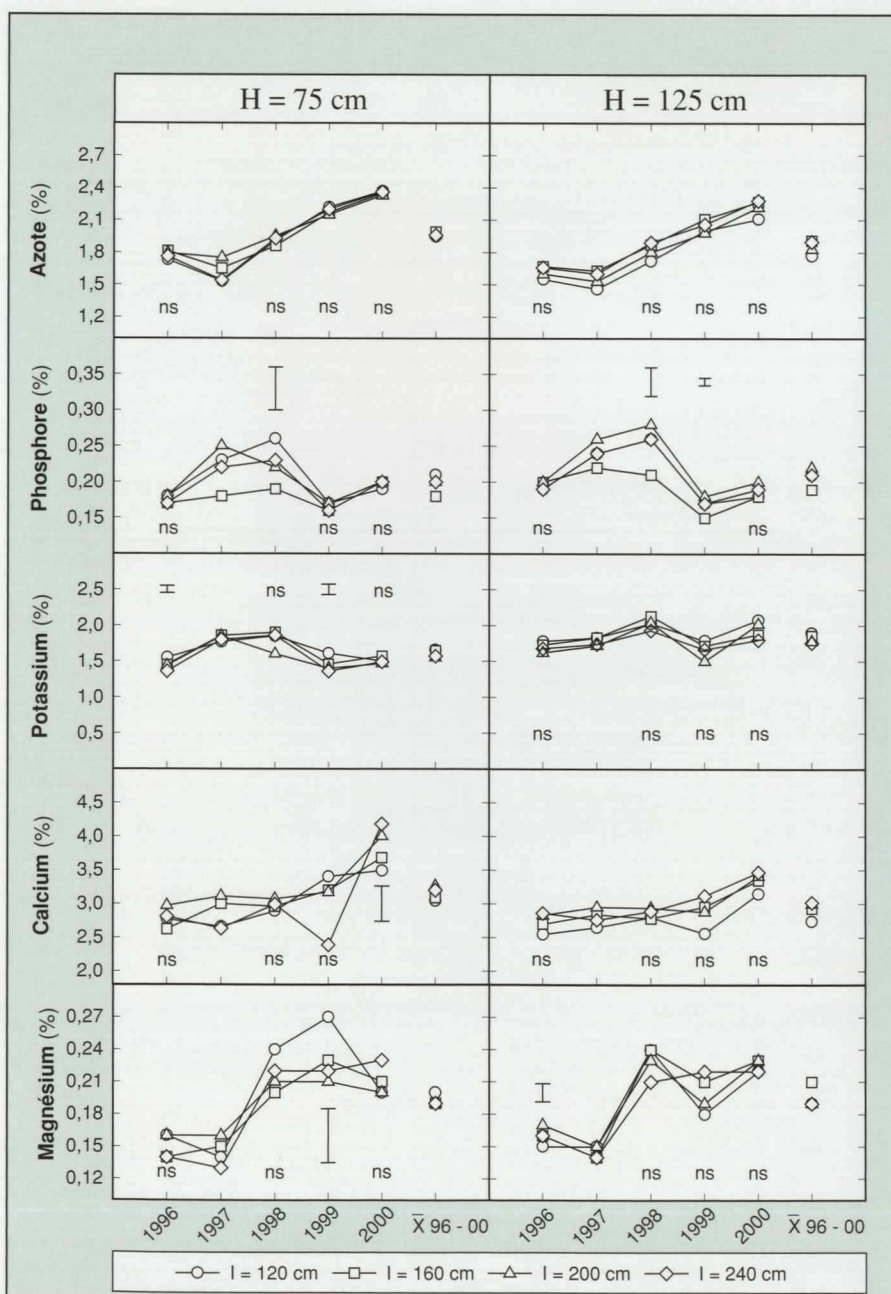 H = 75 cm H = 125 cm
Azote (%)
2,7
2,4
2,1
1,8
1,5
1,2
ns ns ns ns ns ns ns ns
Phosphore (%)
0,35
0,30
0,25
0,20
0,15
ns ns ns ns ns
Potassium (%)
2,5
2,0
1,5
1,0
0,5
ns ns
ns ns ns ns
Calcium (%)
4,5
4,0
3,5
3,0
2,5
2,0
ns ns ns ns ns ns ns
Magnésium (%)
0,27
0,24
0,21
0,18
0,15
0,12
ns ns ns ns ns ns
1996 1997 1998 1999 2000 X̄ 96 - 00 1996 1997 1998 1999 2000 X̄ 96 - 00
I = 120 cm I = 160 cm I = 200 cm I = 240 cm